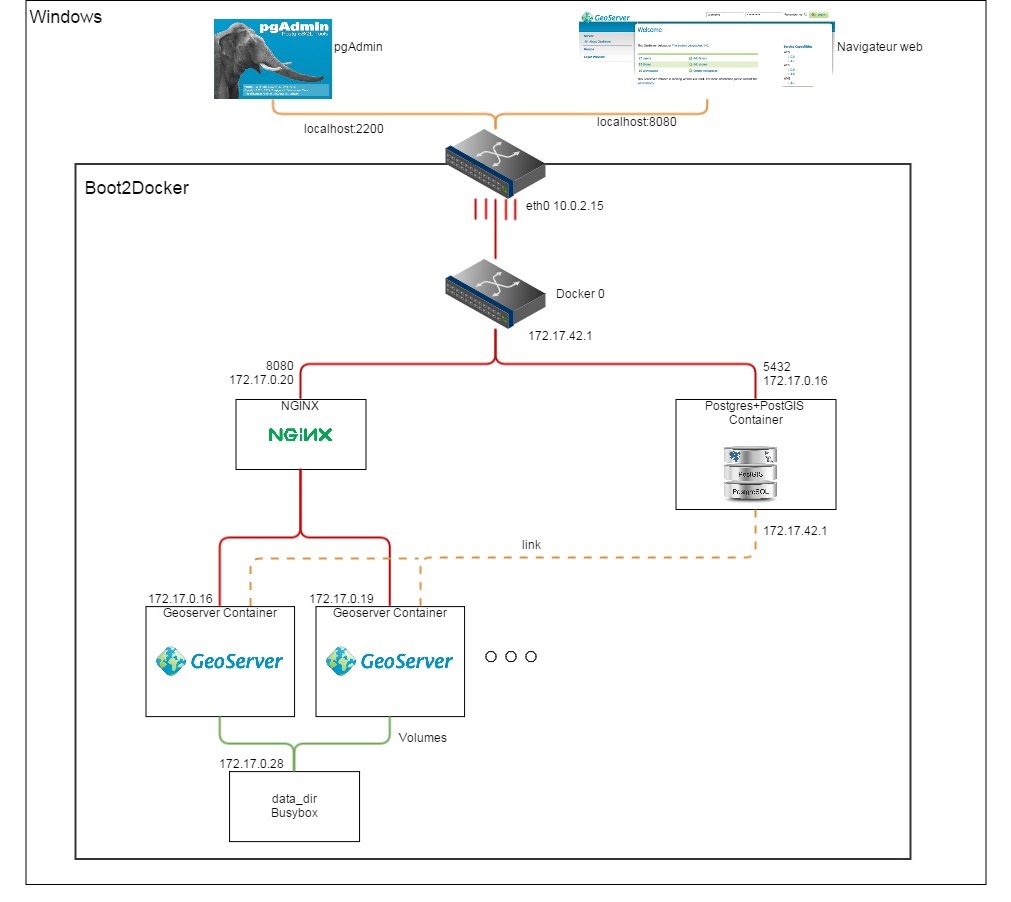 Windows
pgAdmin
PostgreSQL Tools
pgAdmin
GeoServer
Welcome
Navigateur web
localhost:2200
localhost:8080
Boot2Docker
eth0 10.0.2.15
Docker 0
172.17.42.1
8080
172.17.0.20
5432
172.17.0.16
NGINX
NGINX
Postgres+PostGIS
Container
PostGIS
PostgreSQL
172.17.42.1
link
172.17.0.16
172.17.0.19
Geoserver Container
Geoserver Container
GeoServer
GeoServer
Volumes
172.17.0.28
data_dir
Busybox